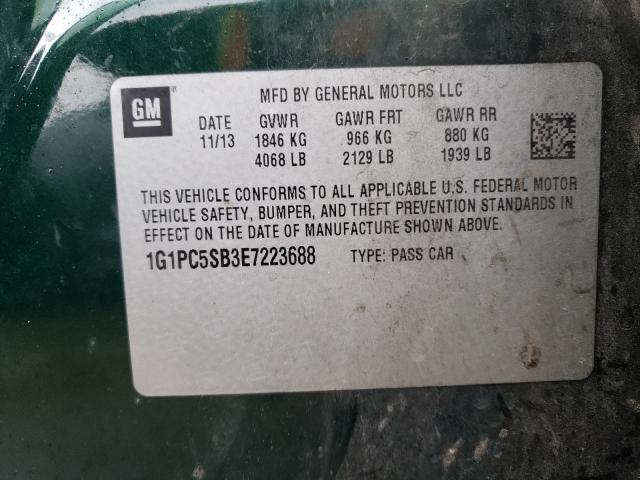 GM
MFD BY GENERAL MOTORS LLC
DATE GVWR GAWR FRT GAWR RR
11/13 1846 KG 966 KG 880 KG
4068 LB 2129 LB 1939 LB
THIS VEHICLE CONFORMS TO ALL APPLICABLE U.S. FEDERAL MOTOR
VEHICLE SAFETY, BUMPER, AND THEFT PREVENTION STANDARDS IN
EFFECT ON THE DATE OF MANUFACTURE SHOWN ABOVE.
1G1PC5SB3E7223688 TYPE: PASS CAR